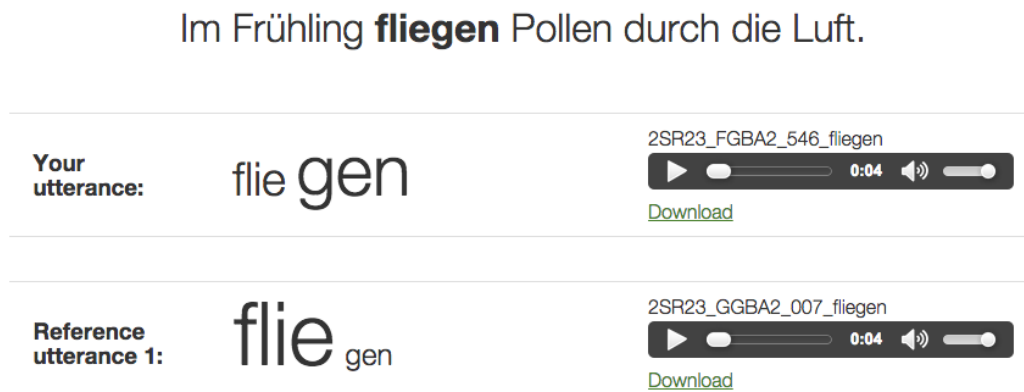 Im Frühling fliegen Pollen durch die Luft.
Your
utterance:
flie gen
2SR23_FGBA2_546_fliegen
0:04
Download
Reference
utterance 1:
flie gen
2SR23_GGBA2_007_fliegen
0:04
Download